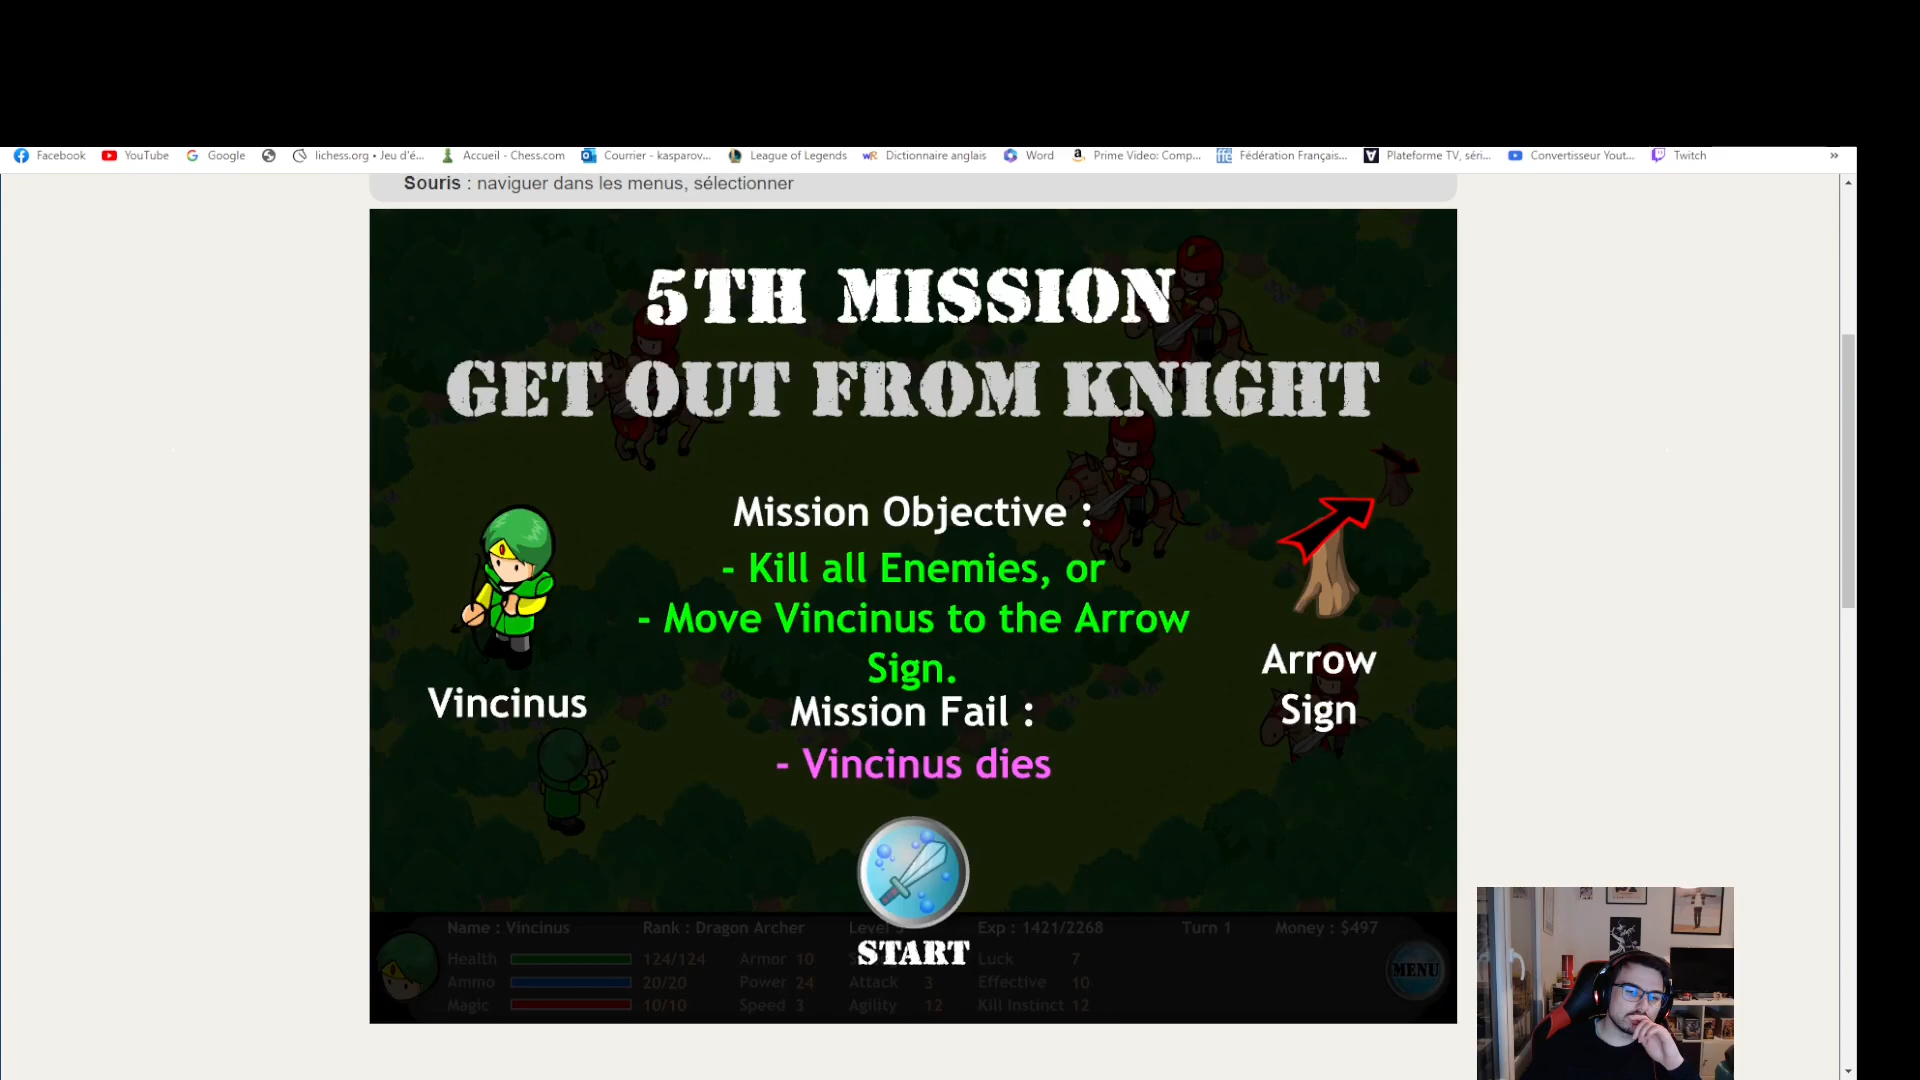 Facebook YouTube Google lichess.org • Jeu d'é... Accueil - Chess.com Courrier - kasparov... League of Legends Dictionnaire anglais Word Prime Video: Comp... Fédération Français... Plateforme TV, séri... Convertisseur Yout... Twitch »
Souris : naviguer dans les menus, sélectionner
5TH MISSION
GET OUT FROM KNIGHT
Mission Objective :
- Kill all Enemies, or
- Move Vincinus to the Arrow
Sign.
Mission Fail :
- Vincinus dies
Vincinus
Arrow
Sign
START
Name : Vincinus Rank : Dragon Archer Level Exp : 1421/2268 Turn 1 Money : $497
Health 124/124 Armor 10 Luck 7
Ammo 20/20 Power 24 Attack 3 Effective 10
Magic 10/10 Speed 3 Agility 12 Kill Instinct 12
MENU